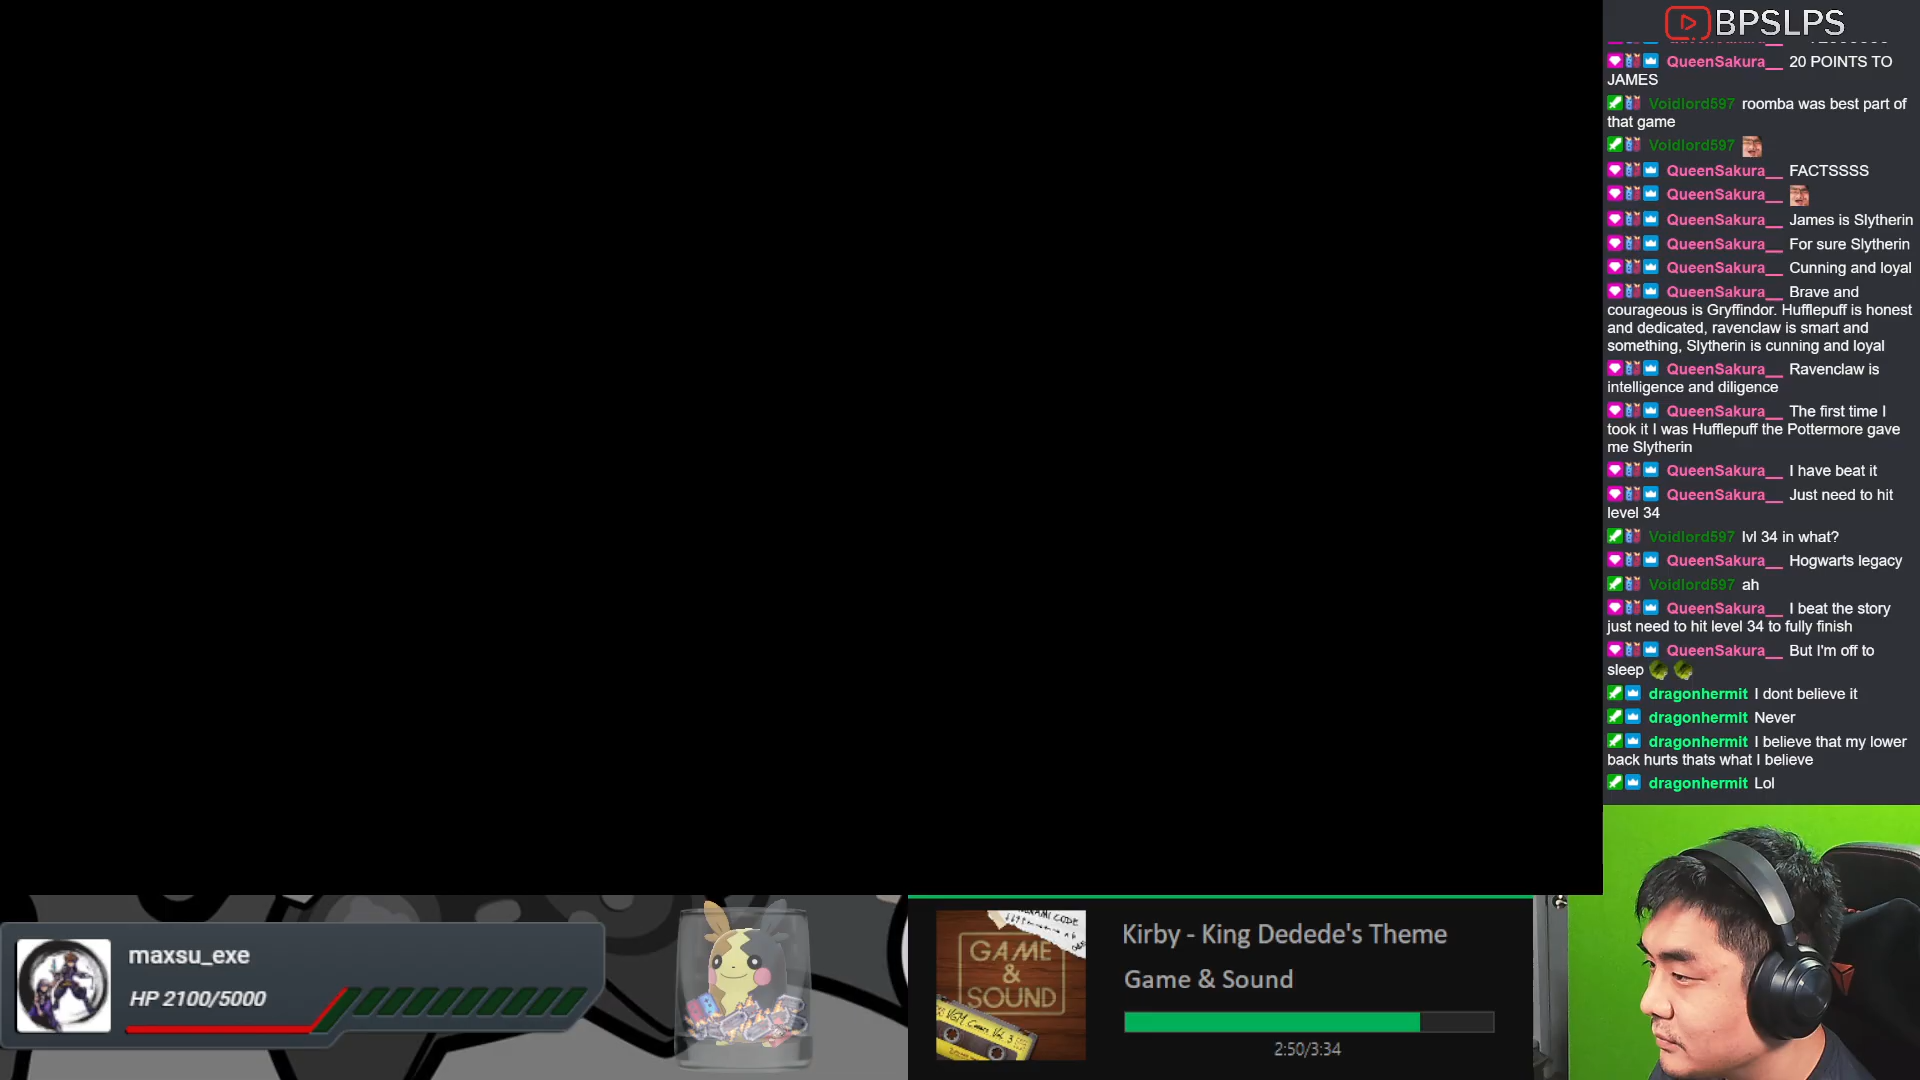 BPSLPS
QueenSakura__ 20 POINTS TO
JAMES
Voidlord597 roomba was best part of
that game
Voidlord597
QueenSakura__ FACTSSSS
QueenSakura__
QueenSakura__ James is Slytherin
QueenSakura__ For sure Slytherin
QueenSakura__ Cunning and loyal
QueenSakura__ Brave and
courageous is Gryffindor. Hufflepuff is honest
and dedicated, ravenclaw is smart and
something, Slytherin is cunning and loyal
QueenSakura__ Ravenclaw is
intelligence and diligence
QueenSakura__ The first time I
took it I was Hufflepuff the Pottermore gave
me Slytherin
QueenSakura__ I have beat it
QueenSakura__ Just need to hit
level 34
Voidlord597 lvl 34 in what?
QueenSakura__ Hogwarts legacy
Voidlord597 ah
QueenSakura__ I beat the story
just need to hit level 34 to fully finish
QueenSakura__ But I'm off to
sleep
dragonhermit I dont believe it
dragonhermit Never
dragonhermit I believe that my lower
back hurts thats what I believe
dragonhermit Lol
maxsu_exe
HP 2100/5000
CODE
GAME
&
SOUND
VGM Covers Vol. 3
Kirby - King Dedede's Theme
Game & Sound
2:50/3:34